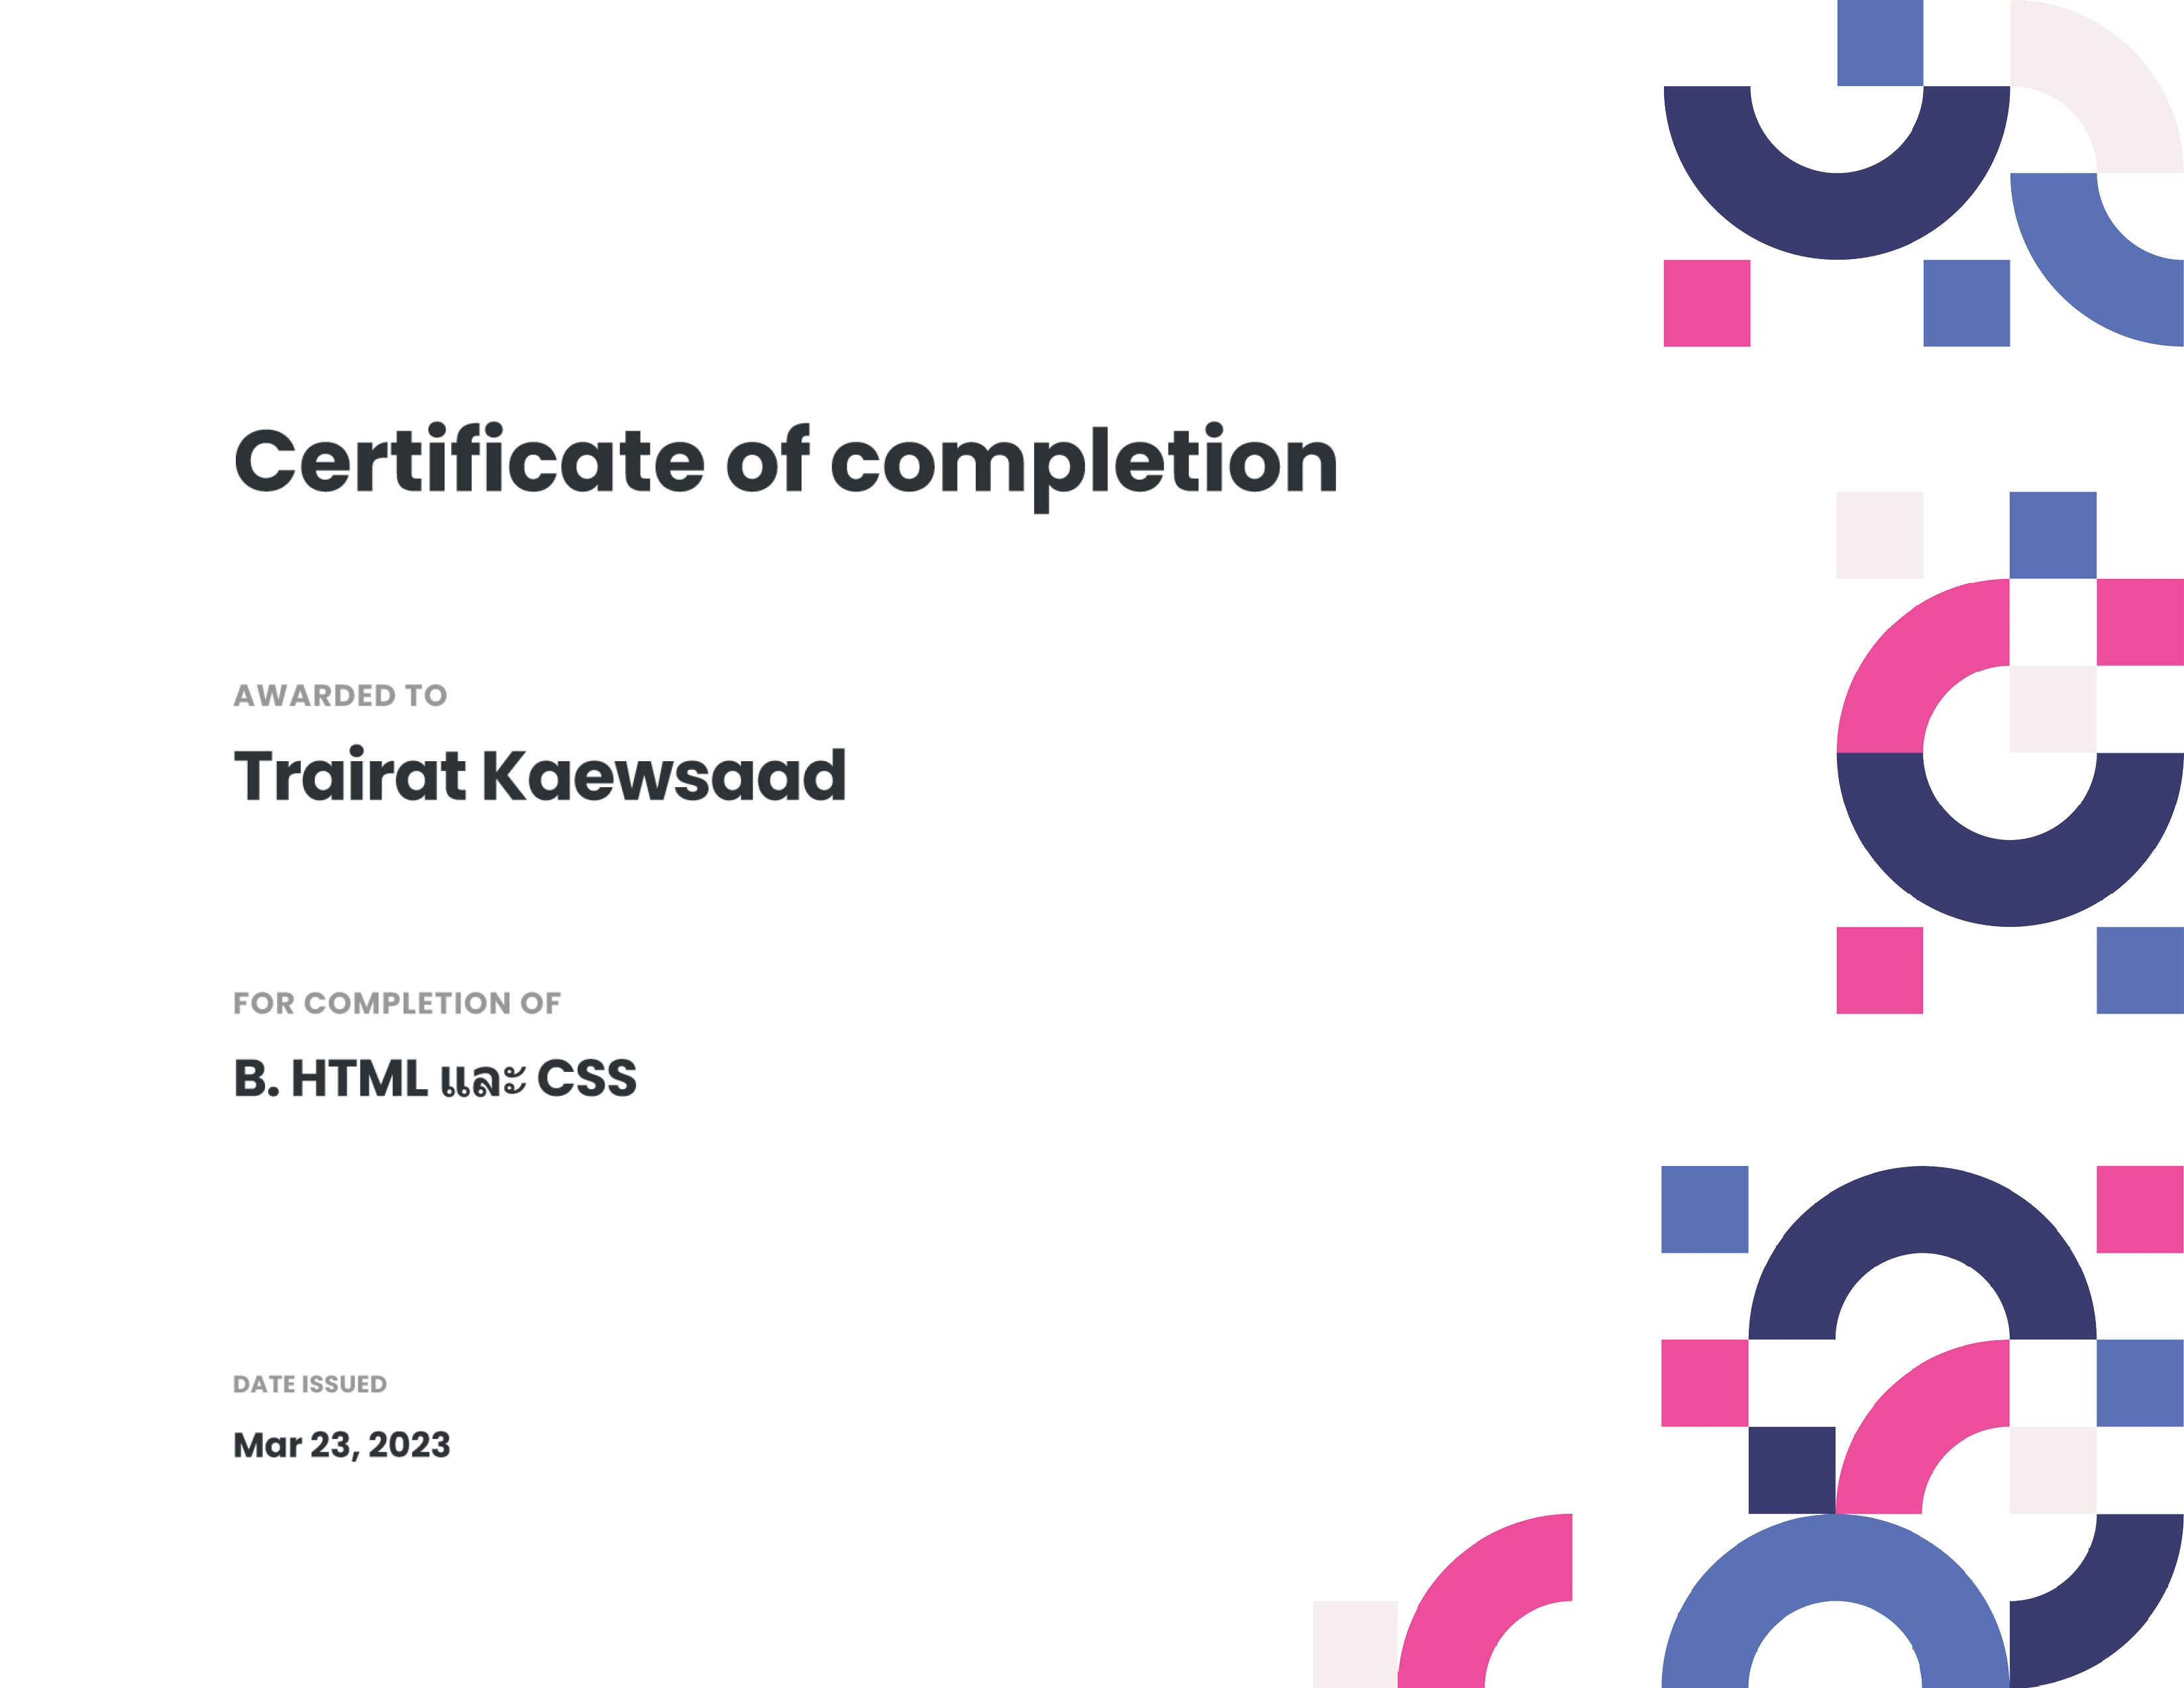 Certificate of completion
AWARDED TO
Trairat Kaewsaad
FOR COMPLETION OF
B. HTML และ CSS
DATE ISSUED
Mar 23, 2023